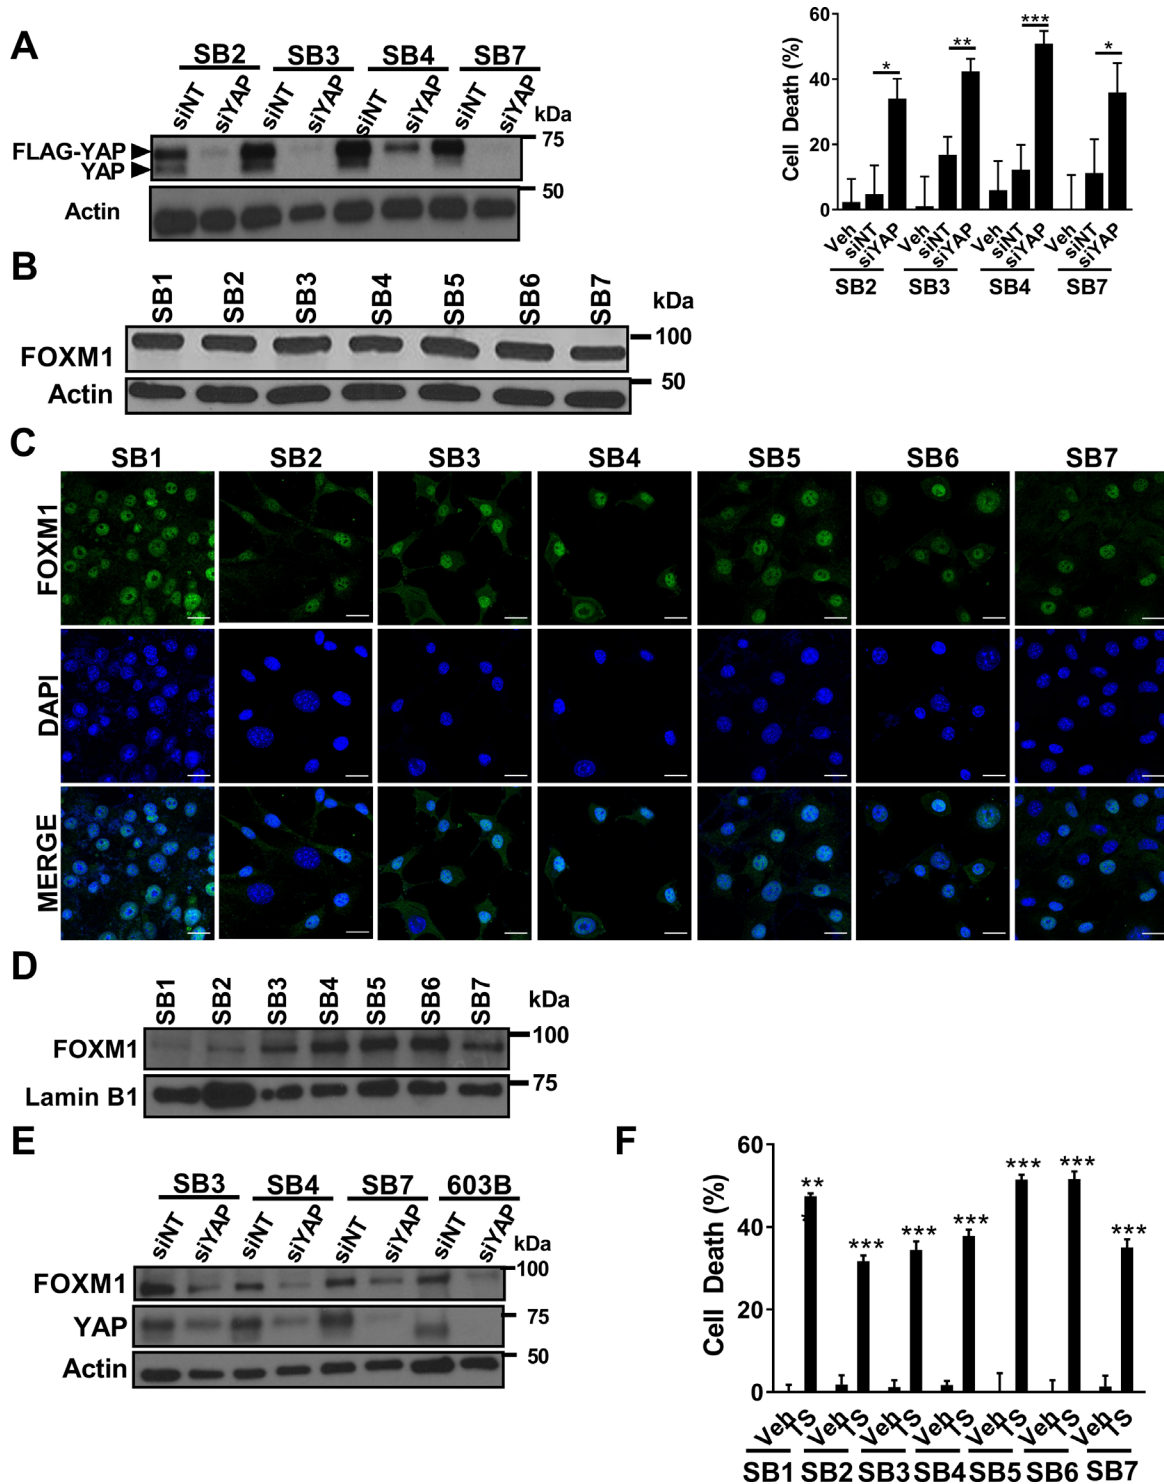 A
SB2 SB3 SB4 SB7
siNT siYAP siNT siYAP siNT siYAP siNT siYAP
kDa
FLAG-YAP
YAP
75
50
Actin
Cell Death (%)
60
40
20
0
* ** *** *
Veh siNT siYAP Veh siNT siYAP Veh siNT siYAP Veh siNT siYAP
SB2 SB3 SB4 SB7
B
SB1 SB2 SB3 SB4 SB5 SB6 SB7
kDa
FOXM1
100
Actin
50
C
SB1 SB2 SB3 SB4 SB5 SB6 SB7
FOXM1
DAPI
MERGE
D
SB1 SB2 SB3 SB4 SB5 SB6 SB7
kDa
FOXM1
100
Lamin B1
75
E
SB3 SB4 SB7 603B
siNT siYAP siNT siYAP siNT siYAP siNT siYAP
kDa
FOXM1
100
YAP
75
Actin
50
F
Cell Death (%)
60
40
20
0
** *** *** *** *** *** ***
*
Veh TS Veh TS Veh TS Veh TS Veh TS Veh TS Veh TS
SB1 SB2 SB3 SB4 SB5 SB6 SB7